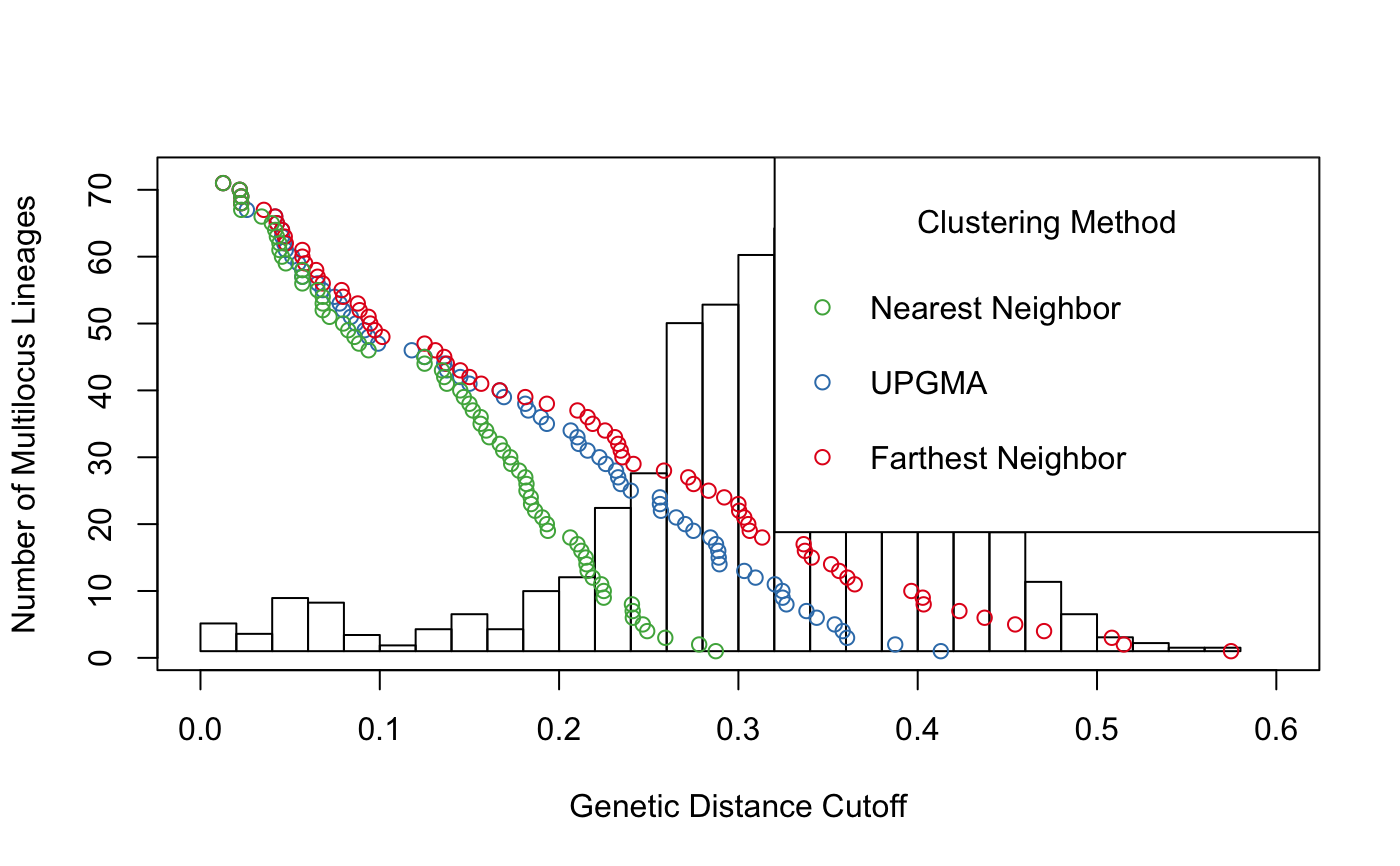 Number of Multilocus Lineages
70
60
50
40
30
20
10
0
Clustering Method
Nearest Neighbor
UPGMA
Farthest Neighbor
0.0 0.1 0.2 0.3 0.4 0.5 0.6
Genetic Distance Cutoff